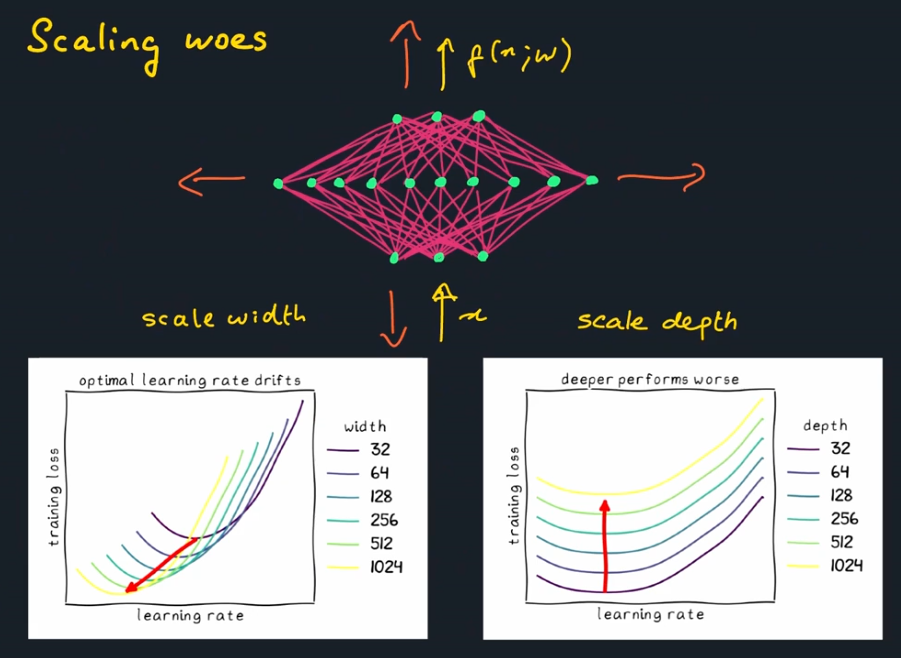 Scaling woes
f(x;w)
scale width
x
scale depth
optimal learning rate drifts
training loss
learning rate
width
32
64
128
256
512
1024
deeper performs worse
training loss
learning rate
depth
32
64
128
256
512
1024